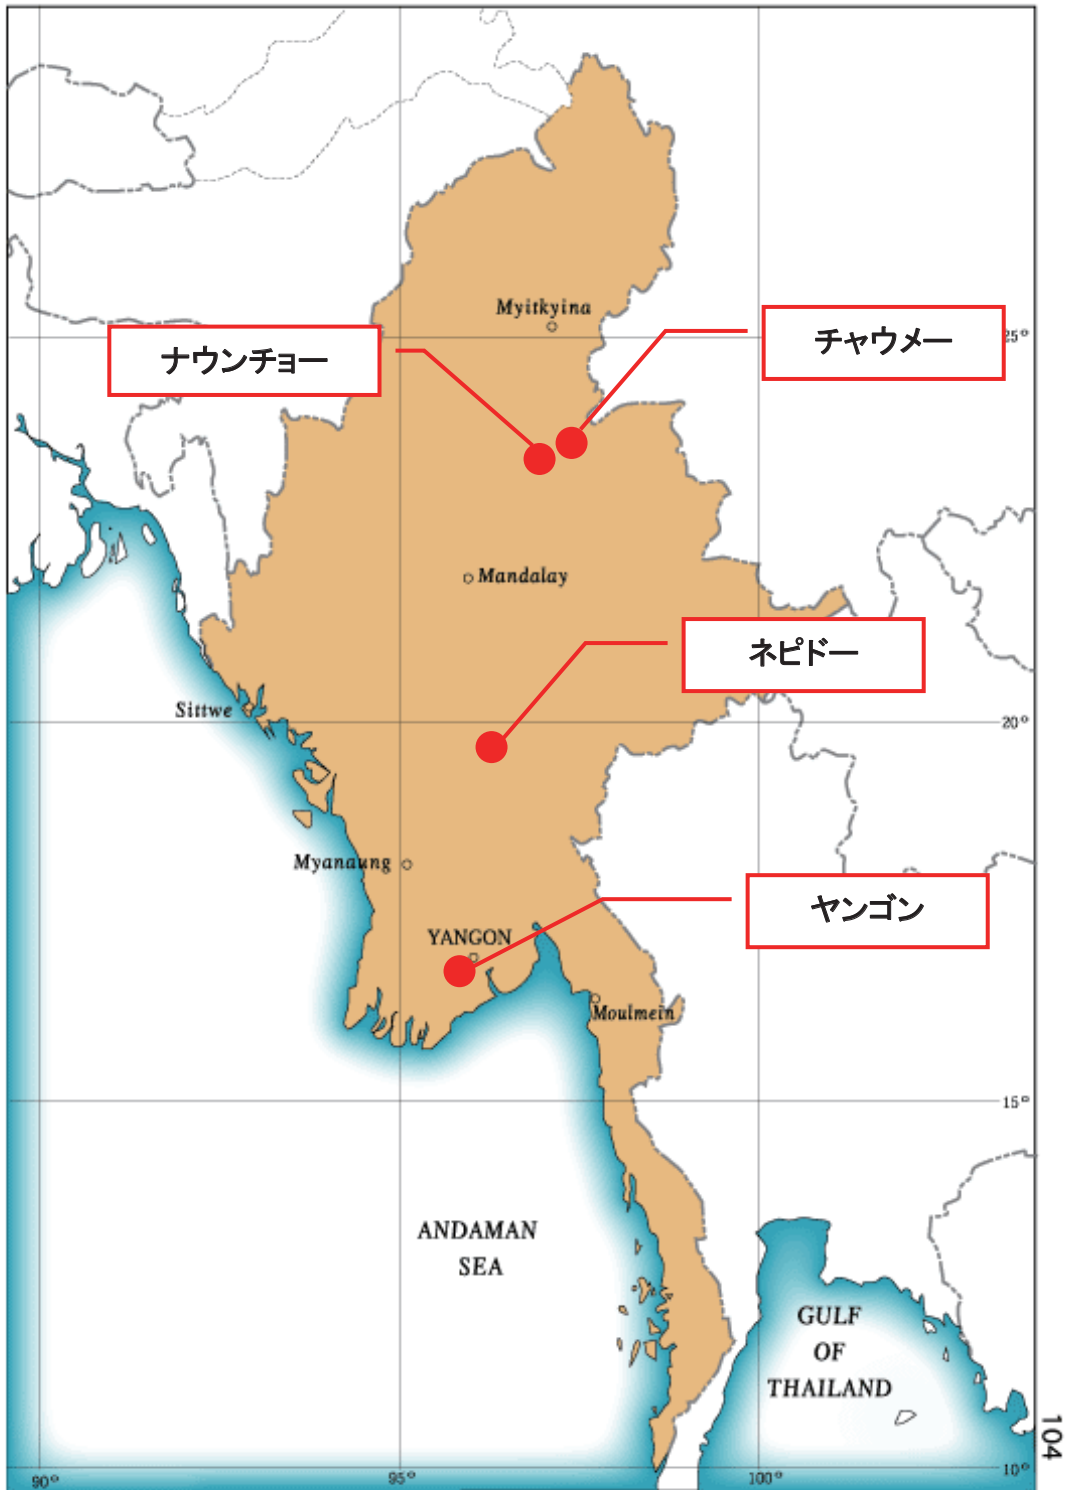 Myitkyina
チャウメー
25°
ナウンチョー
Mandalay
ネピドー
Sittwe
20°
Myanaung
ヤンゴン
YANGON
Moulmein
15°
ANDAMAN
SEA
GULF
OF
THAILAND
104
10°
90°
95°
100°